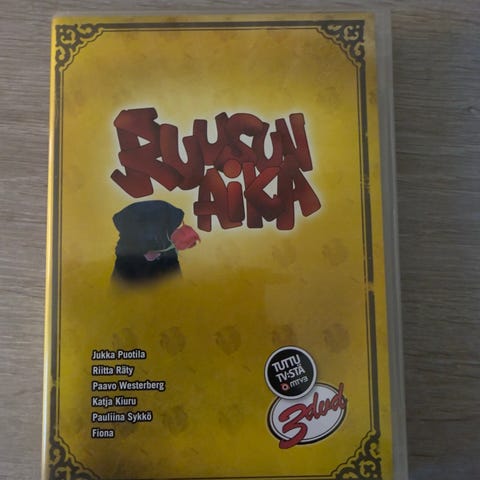 RUUSUN
AiKA
Jukka Puotila
Riitta Räty
Paavo Westerberg
Katja Kiuru
Pauliina Sykkö
Fiona
TUTTU
TV:STÄ
MTV3
3dvd